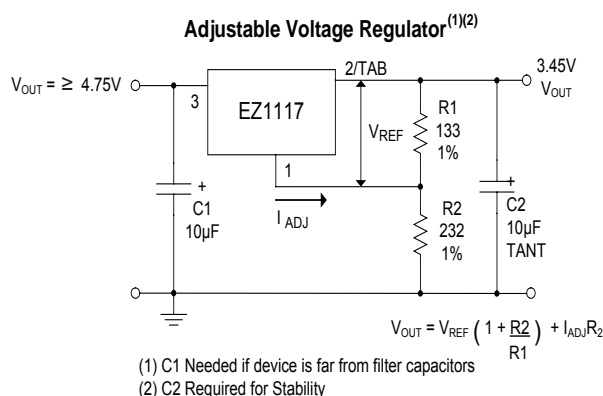 Adjustable Voltage Regulator(1)(2)
VOUT = ≥ 4.75V
3
EZ1117
2/TAB
3.45V
VOUT
VREF
R1
133
1%
1
IADJ
+
C1
10µF
R2
232
1%
+
C2
10µF
TANT
VOUT = VREF ( 1 + R2/R1 ) + IADJR2
(1) C1 Needed if device is far from filter capacitors
(2) C2 Required for Stability